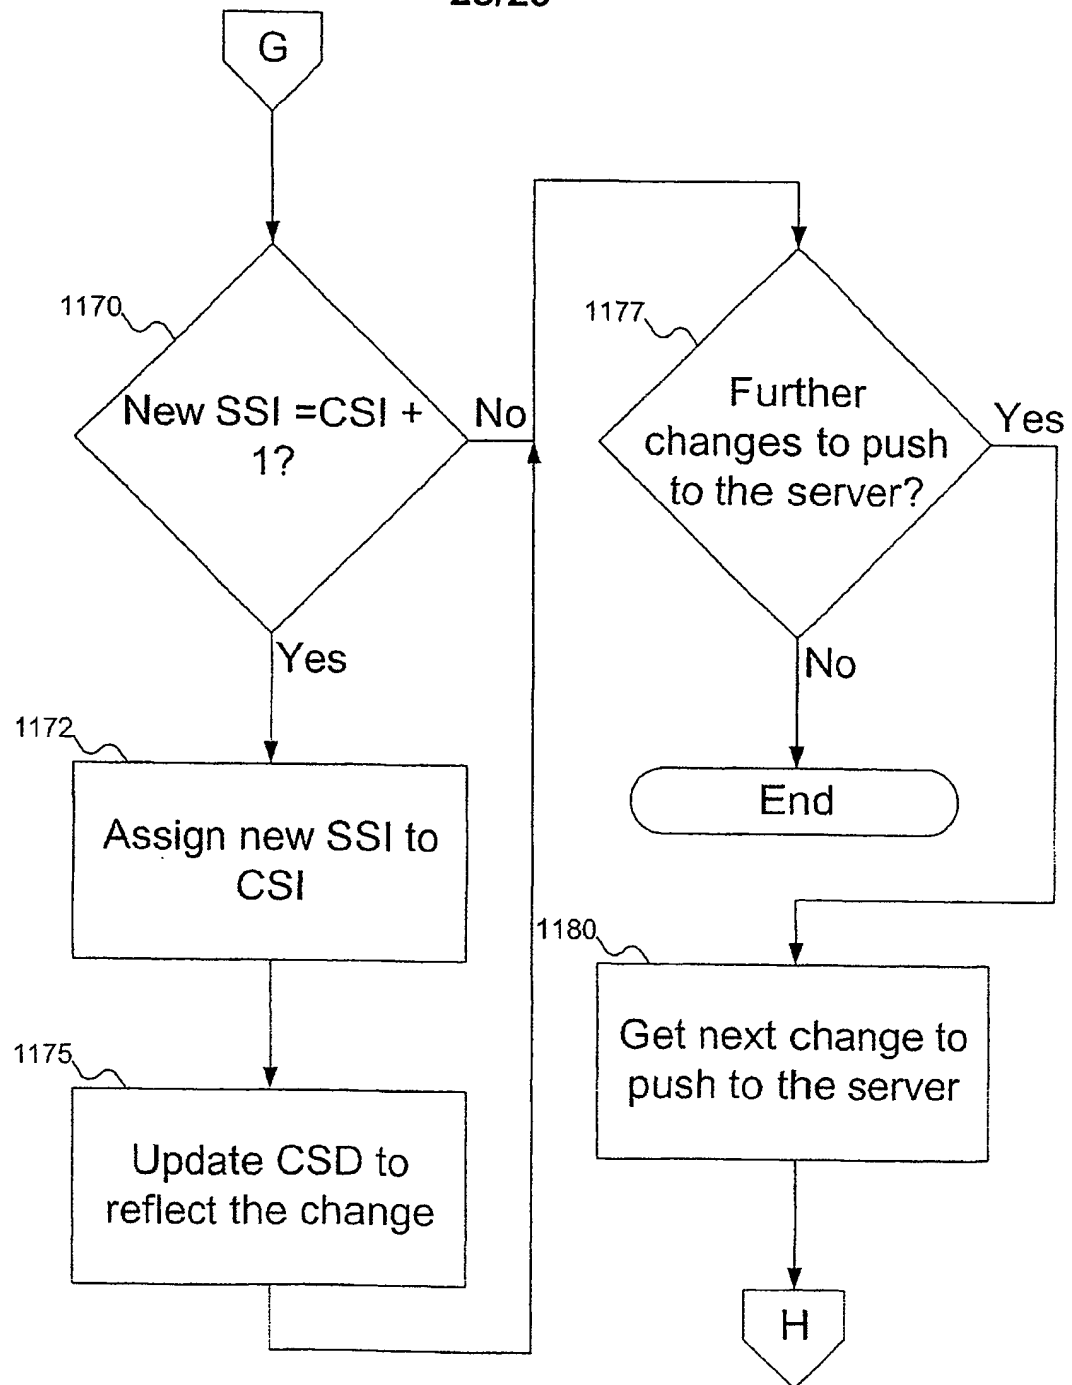 G
1170
New SSI =CSI +
1?
No
Yes
1172
Assign new SSI to
CSI
1175
Update CSD to
reflect the change
1177
Further
changes to push
to the server?
Yes
No
End
1180
Get next change to
push to the server
H